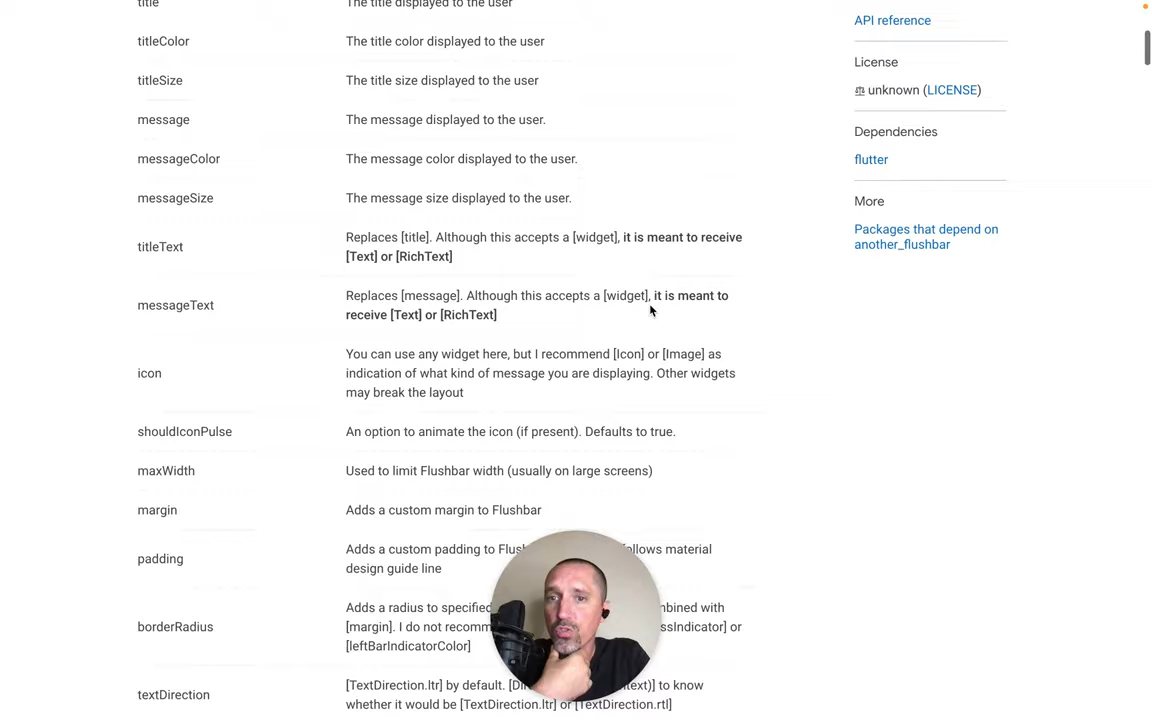 title
The title displayed to the user
titleColor
The title color displayed to the user
titleSize
The title size displayed to the user
message
The message displayed to the user.
messageColor
The message color displayed to the user.
messageSize
The message size displayed to the user.
titleText
Replaces [title]. Although this accepts a [widget], it is meant to receive
[Text] or [RichText]
messageText
Replaces [message]. Although this accepts a [widget], it is meant to
receive [Text] or [RichText]
icon
You can use any widget here, but I recommend [Icon] or [Image] as
indication of what kind of message you are displaying. Other widgets
may break the layout
shouldIconPulse
An option to animate the icon (if present). Defaults to true.
maxWidth
Used to limit Flushbar width (usually on large screens)
margin
Adds a custom margin to Flushbar
padding
Adds a custom padding to material
design guide line
borderRadius
Adds a radius to specified with
[margin]. I do not or
[leftBarIndicatorColor]
textDirection
[TextDirection.ltr] by default. to know
whether it would be [TextDirection.ltr] or [TextDirection.rtl]
API reference
License
unknown (LICENSE)
Dependencies
flutter
More
Packages that depend on
another_flushbar